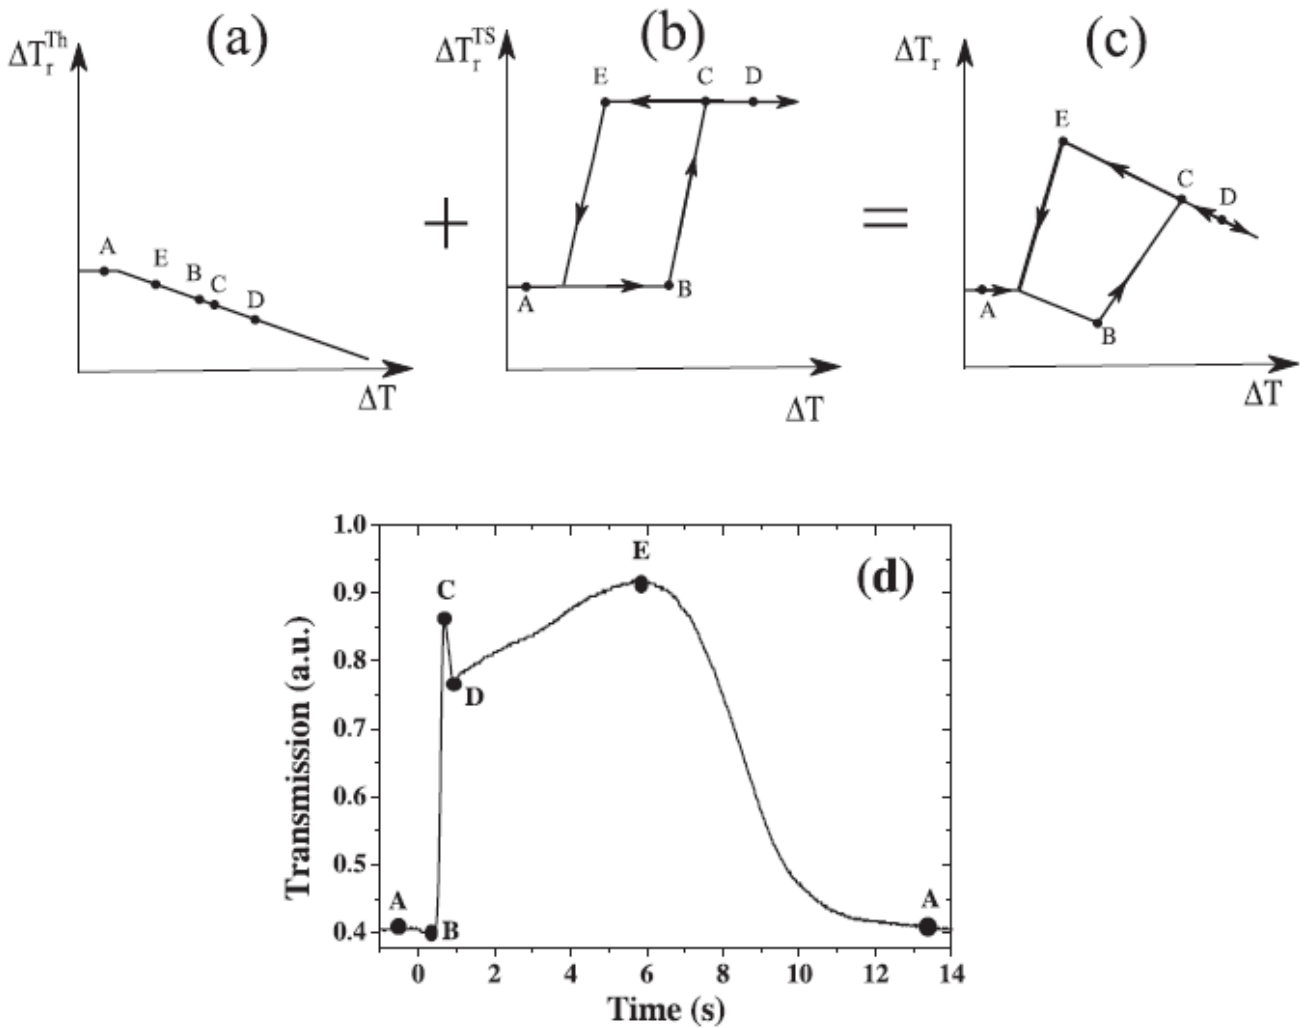 (a)
ΔT_r^Th
A
E
B
C
D
ΔT
+
(b)
ΔT_r^TS
E
C
D
A
B
ΔT
=
(c)
ΔT_r
E
C
D
A
B
ΔT
(d)
Transmission (a.u.)
1.0
0.9
0.8
0.7
0.6
0.5
0.4
A
B
C
D
E
A
0 2 4 6 8 10 12 14
Time (s)